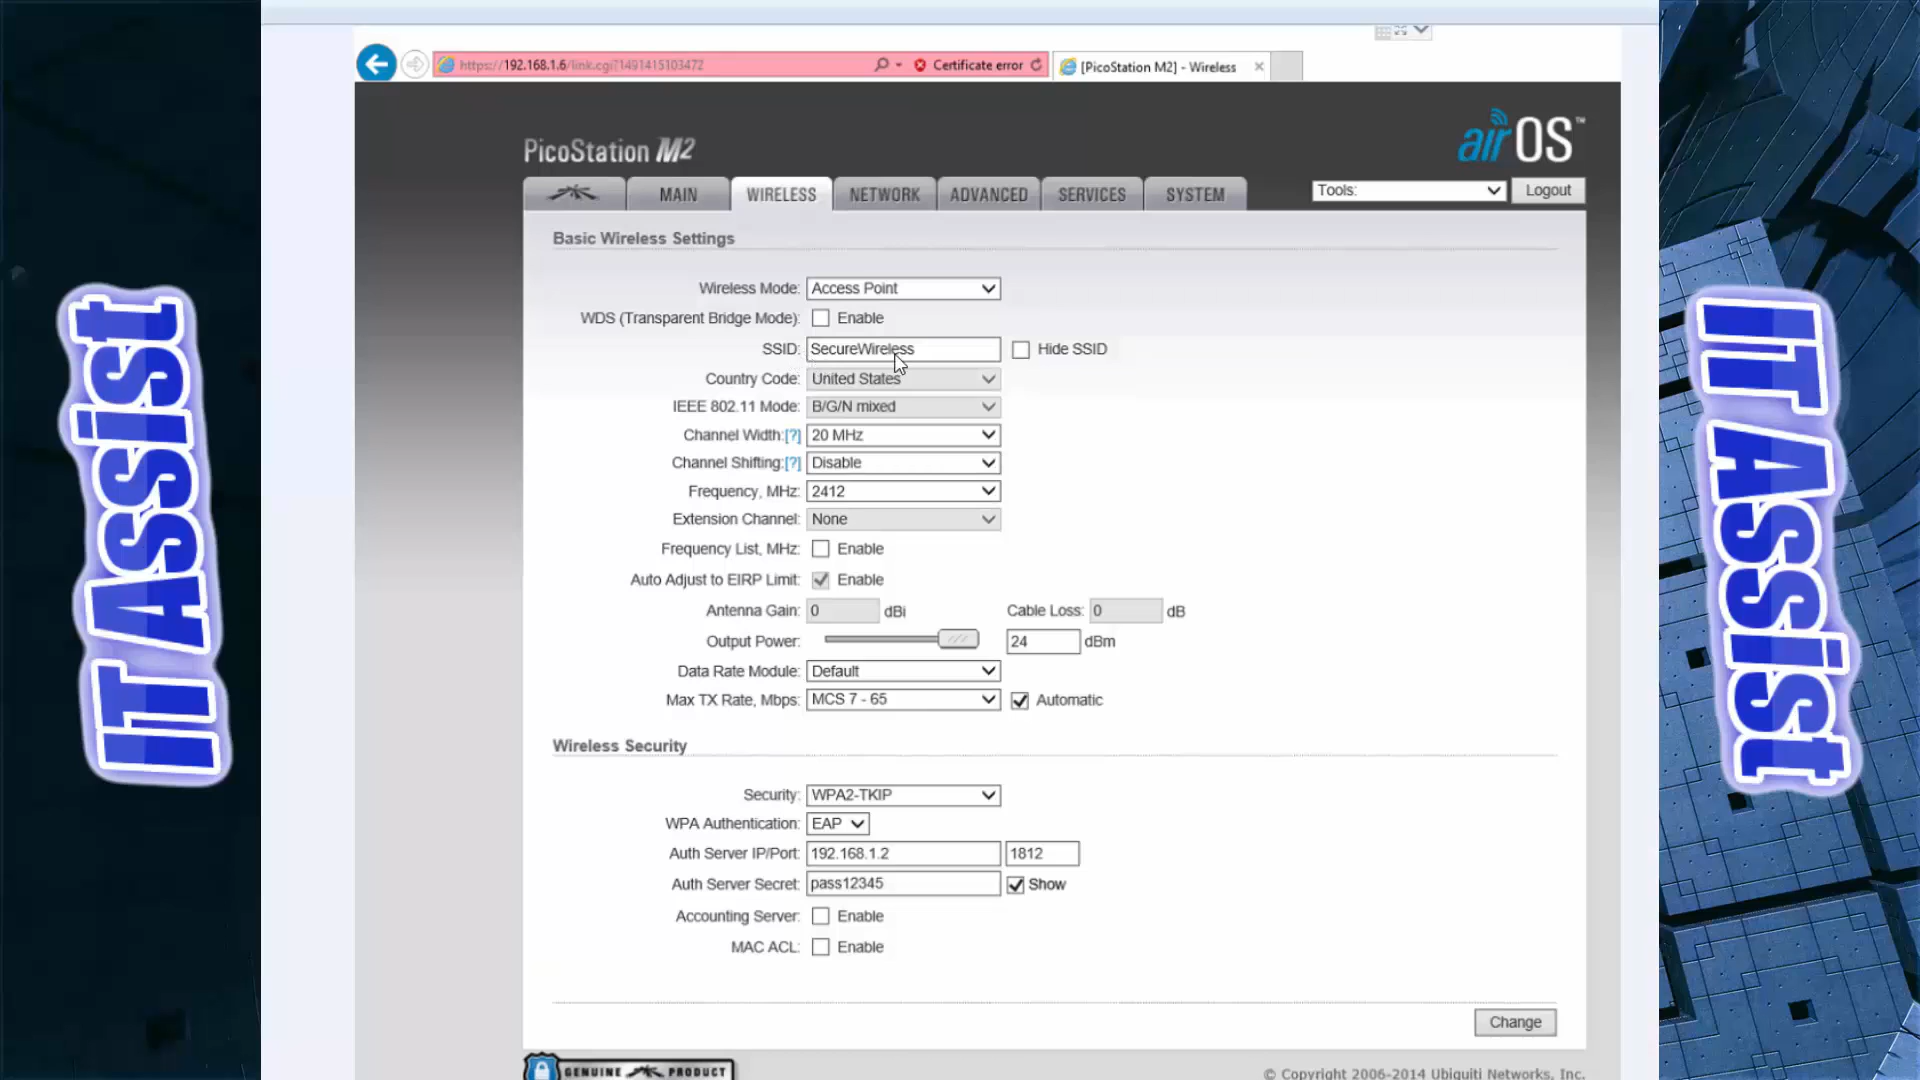 https://192.168.1.6/link.cgi?1491415103472
Certificate error
[PicoStation M2] - Wireless
PicoStation M2
airOS™
MAIN
WIRELESS
NETWORK
ADVANCED
SERVICES
SYSTEM
Tools:
Logout
Basic Wireless Settings
Wireless Mode: Access Point
WDS (Transparent Bridge Mode): Enable
SSID: SecureWireless Hide SSID
Country Code: United States
IEEE 802.11 Mode: B/G/N mixed
Channel Width:[?] 20 MHz
Channel Shifting:[?] Disable
Frequency, MHz: 2412
Extension Channel: None
Frequency List, MHz: Enable
Auto Adjust to EIRP Limit: Enable
Antenna Gain: 0 dBi Cable Loss: 0 dB
Output Power: 24 dBm
Data Rate Module: Default
Max TX Rate, Mbps: MCS 7 - 65 Automatic
Wireless Security
Security: WPA2-TKIP
WPA Authentication: EAP
Auth Server IP/Port: 192.168.1.2 1812
Auth Server Secret: pass12345 Show
Accounting Server: Enable
MAC ACL: Enable
Change
GENUINE PRODUCT
© Copyright 2006-2014 Ubiquiti Networks, Inc.
IT Assist
IT Assist